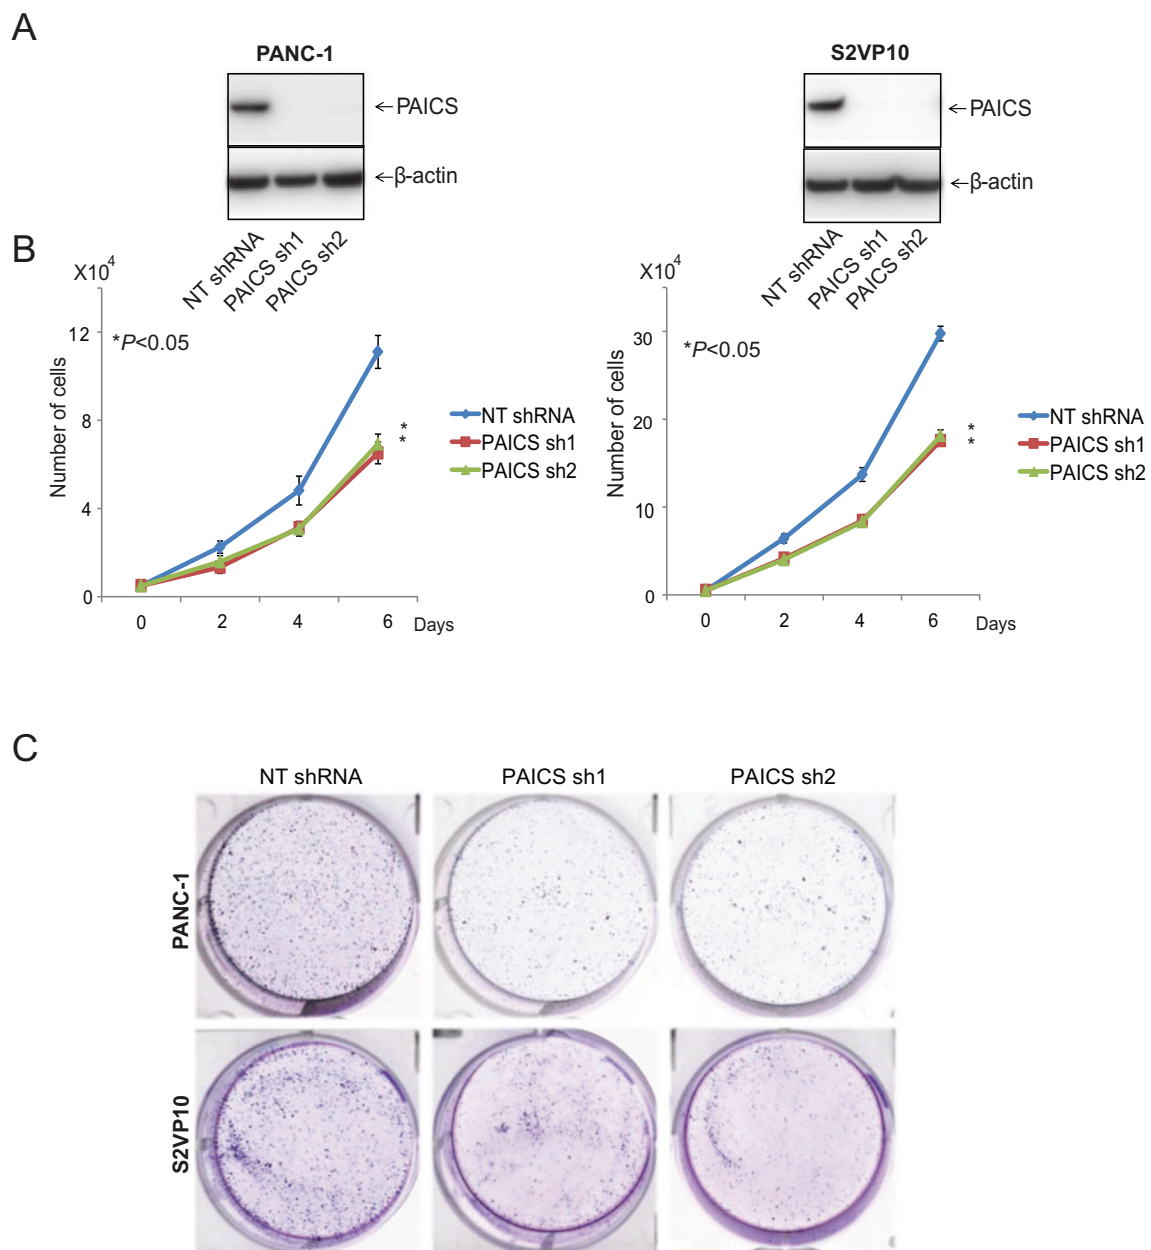 A
PANC-1
←PAICS
←β-actin
NT shRNA
PAICS sh1
PAICS sh2
S2VP10
←PAICS
←β-actin
NT shRNA
PAICS sh1
PAICS sh2
B
X10⁴
*P<0.05
Number of cells
12
8
4
0
0 2 4 6 Days
*
*
NT shRNA
PAICS sh1
PAICS sh2
X10⁴
*P<0.05
Number of cells
30
20
10
0
0 2 4 6 Days
*
*
NT shRNA
PAICS sh1
PAICS sh2
C
NT shRNA PAICS sh1 PAICS sh2
PANC-1
S2VP10